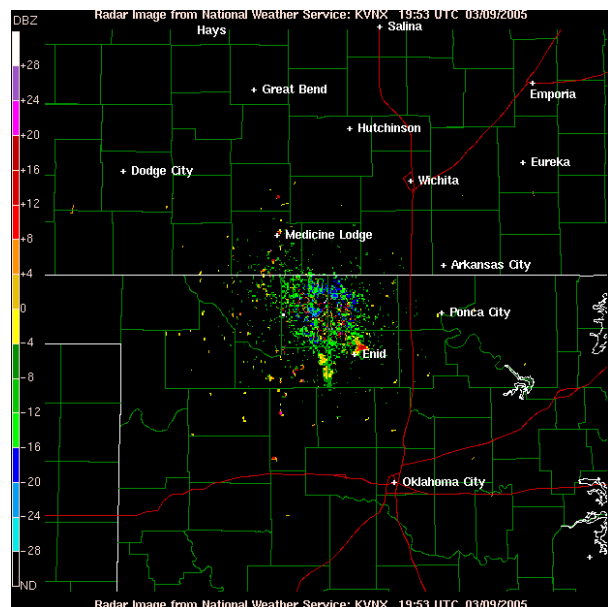 DBZ
Radar Image from National Weather Service: KVNX 19:53 UTC 03/09/2005
Hays
Salina
+28
Great Bend
Emporia
+24
Hutchinson
+20
Eureka
+16
Dodge City
Wichita
+12
+8
Medicine Lodge
+4
Arkansas City
0
Ponca City
-4
Enid
-8
-12
-16
-20
Oklahoma City
-24
-28
ND
Radar Image from National Weather Service: KVNX 19:53 UTC 03/09/2005